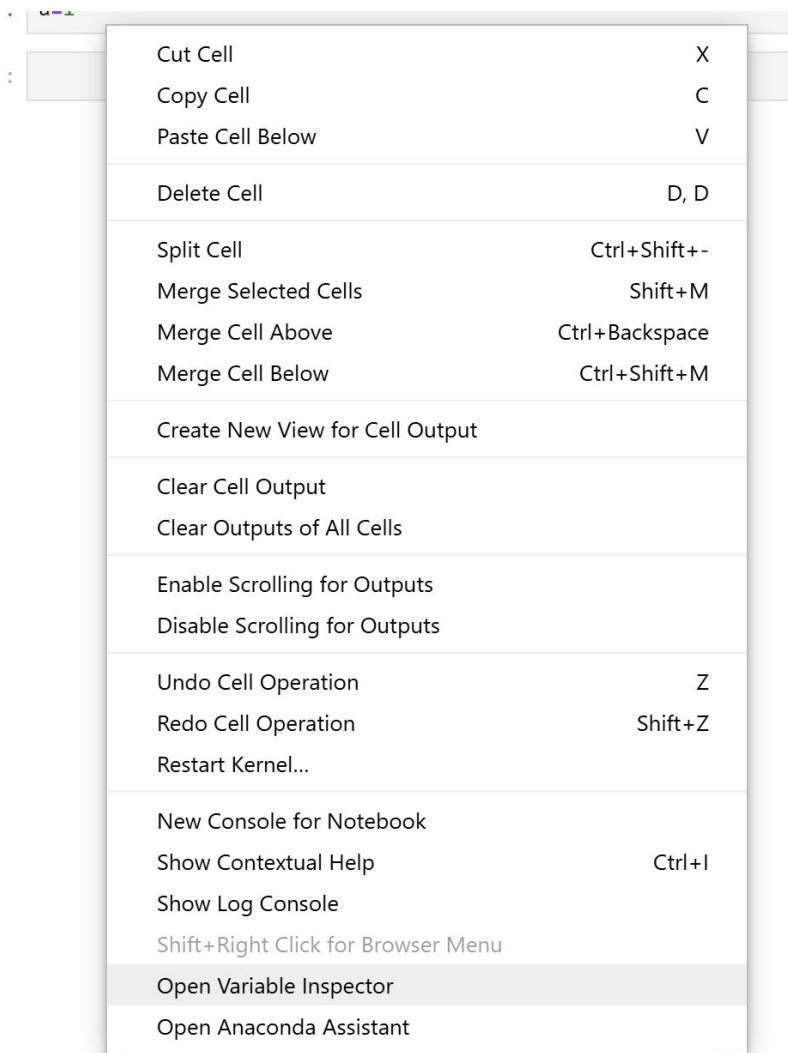 Cut Cell X
Copy Cell C
Paste Cell Below V
Delete Cell D, D
Split Cell Ctrl+Shift+-
Merge Selected Cells Shift+M
Merge Cell Above Ctrl+Backspace
Merge Cell Below Ctrl+Shift+M
Create New View for Cell Output
Clear Cell Output
Clear Outputs of All Cells
Enable Scrolling for Outputs
Disable Scrolling for Outputs
Undo Cell Operation Z
Redo Cell Operation Shift+Z
Restart Kernel…
New Console for Notebook
Show Contextual Help Ctrl+I
Show Log Console
Shift+Right Click for Browser Menu
Open Variable Inspector
Open Anaconda Assistant